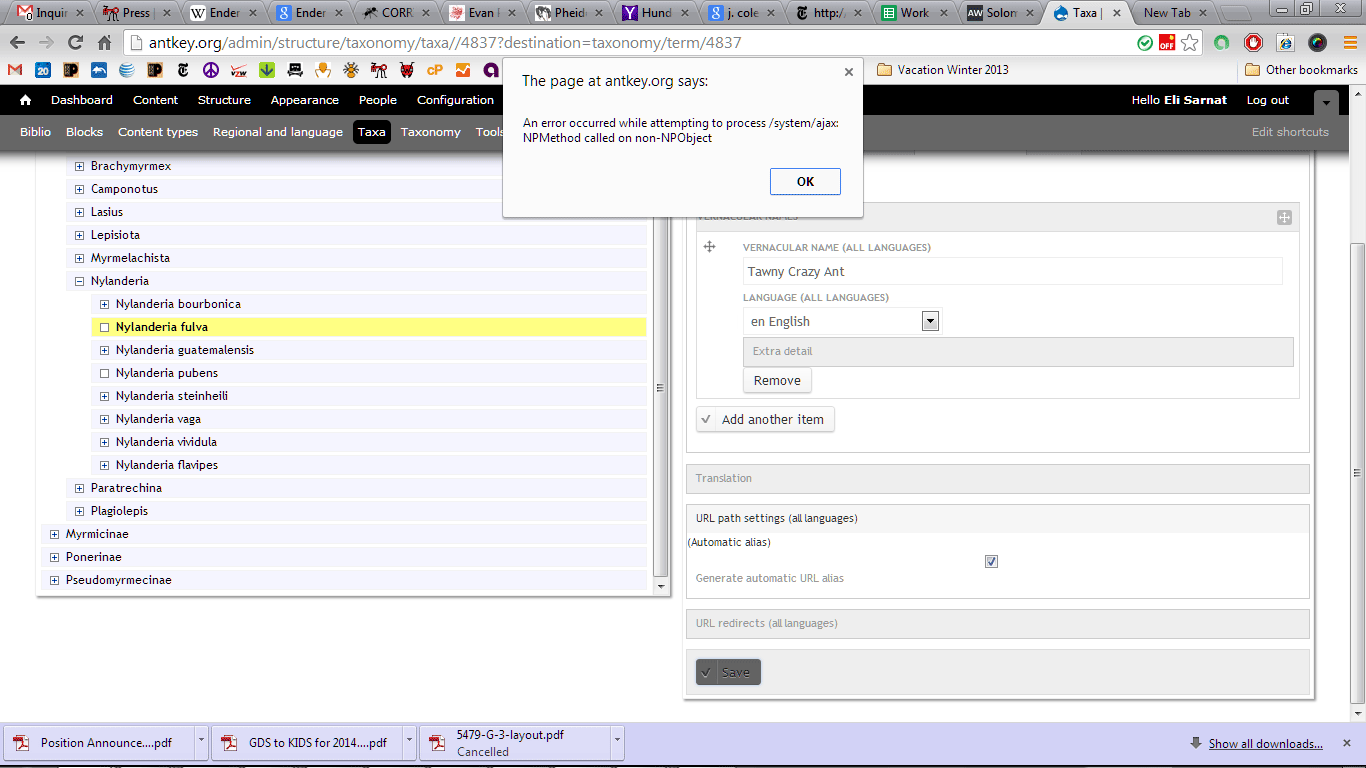 Inquir
Press |
Ender
Ender
CORR
Evan P
Pheid
Hund
j. cole
http:/
Work
Solom
Taxa |
New Tab
antkey.org/admin/structure/taxonomy/taxa//4837?destination=taxonomy/term/4837
Vacation Winter 2013
Other bookmarks
Dashboard
Content
Structure
Appearance
People
Configuration
Hello Eli Sarnat
Log out
Biblio
Blocks
Content types
Regional and language
Taxa
Taxonomy
Tools
Edit shortcuts
The page at antkey.org says:
An error occurred while attempting to process /system/ajax:
NPMethod called on non-NPObject
OK
Brachymyrmex
Camponotus
Lasius
Lepisiota
Myrmelachista
Nylanderia
Nylanderia bourbonica
Nylanderia fulva
Nylanderia guatemalensis
Nylanderia pubens
Nylanderia steinheili
Nylanderia vaga
Nylanderia vividula
Nylanderia flavipes
Paratrechina
Plagiolepis
Myrmicinae
Ponerinae
Pseudomyrmecinae
VERNACULAR NAMES
VERNACULAR NAME (ALL LANGUAGES)
Tawny Crazy Ant
LANGUAGE (ALL LANGUAGES)
en English
Extra detail
Remove
Add another item
Translation
URL path settings (all languages)
(Automatic alias)
Generate automatic URL alias
URL redirects (all languages)
Save
Position Announce....pdf
GDS to KIDS for 2014....pdf
5479-G-3-layout.pdf
Cancelled
Show all downloads...